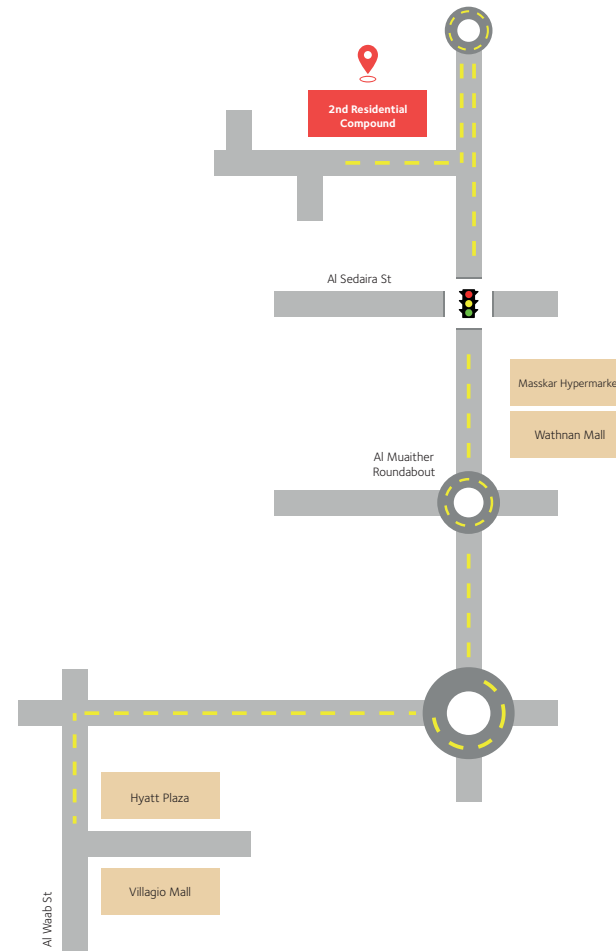 2nd Residential
Compound
Al Sedaira St
Masskar Hypermarke
Wathnan Mall
Al Muaither
Roundabout
Hyatt Plaza
Villagio Mall
Al Waab St